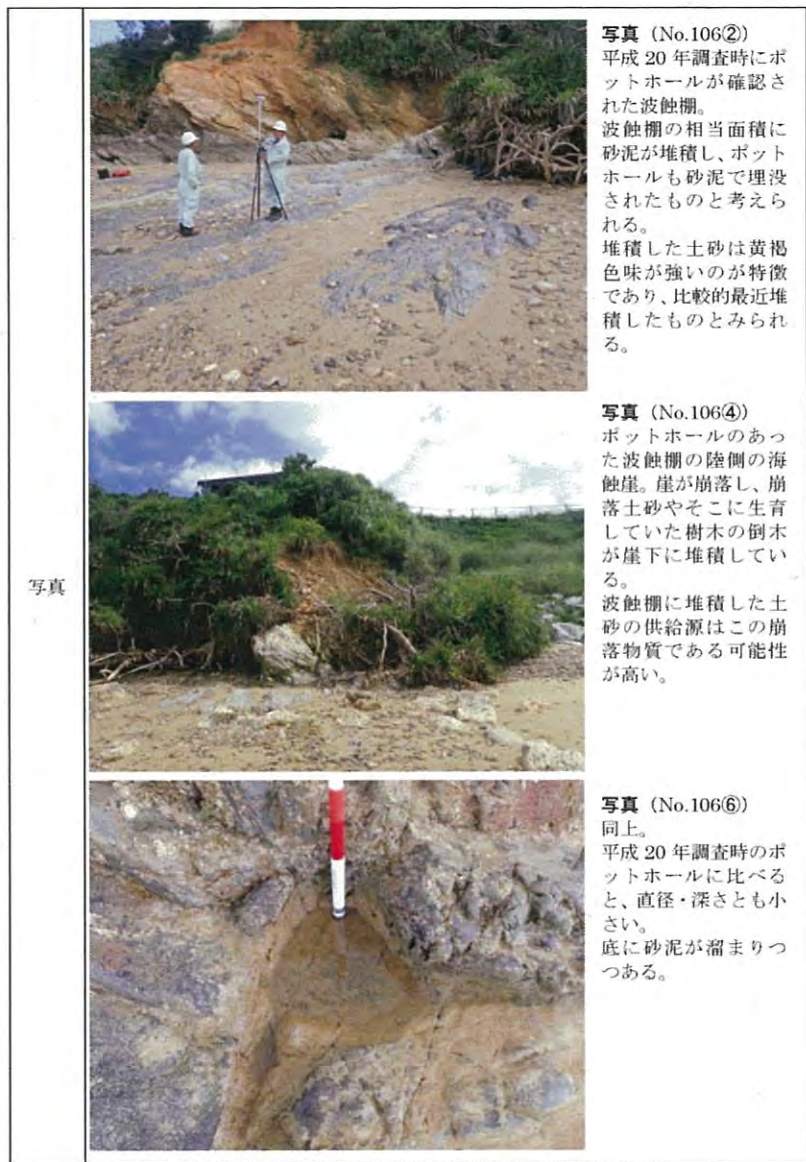 写真
写真（No.106②）
平成 20 年調査時にポ
ットホールが確認さ
れた波蝕棚。
波蝕棚の相当面積に
砂泥が堆積し、ポット
ホールも砂泥で埋没
されたものと考えら
れる。
堆積した土砂は黄褐
色味が強いのが特徴
であり、比較的最近堆
積したものとみられ
る。
写真（No.106④）
ポットホールのあっ
た波蝕棚の陸側の海
蝕崖。崖が崩落し、崩
落土砂やそこに生育
していた樹木の倒木
が崖下に堆積してい
る。
波蝕棚に堆積した土
砂の供給源はこの崩
落物質である可能性
が高い。
写真（No.106⑥）
同上。
平成 20 年調査時のポ
ットホールに比べる
と、直径・深さとも小
さい。
底に砂泥が溜まりつ
つある。